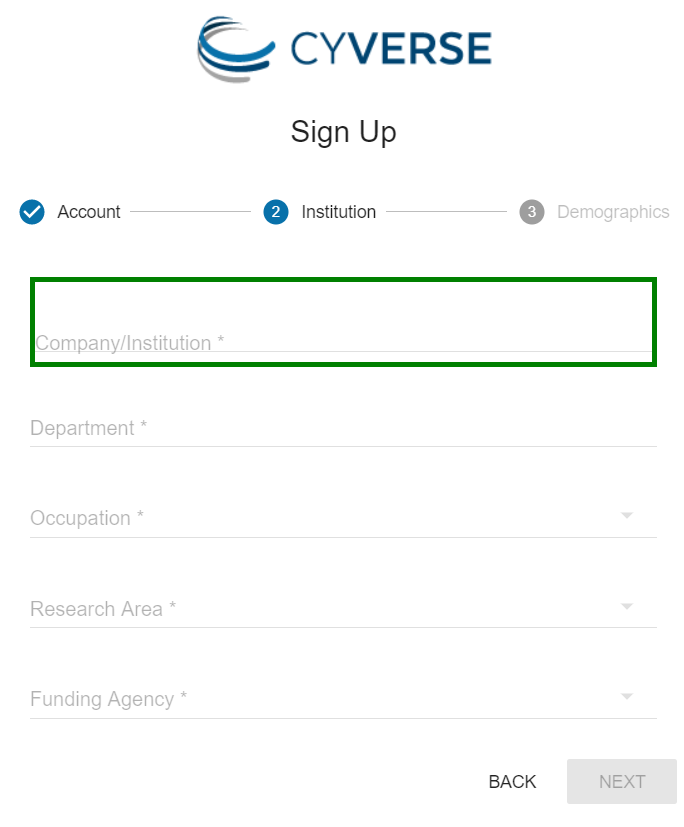 CYVERSE
Sign Up
Account 2 Institution 3 Demographics
Company/Institution *
Department *
Occupation *
Research Area *
Funding Agency *
BACK NEXT